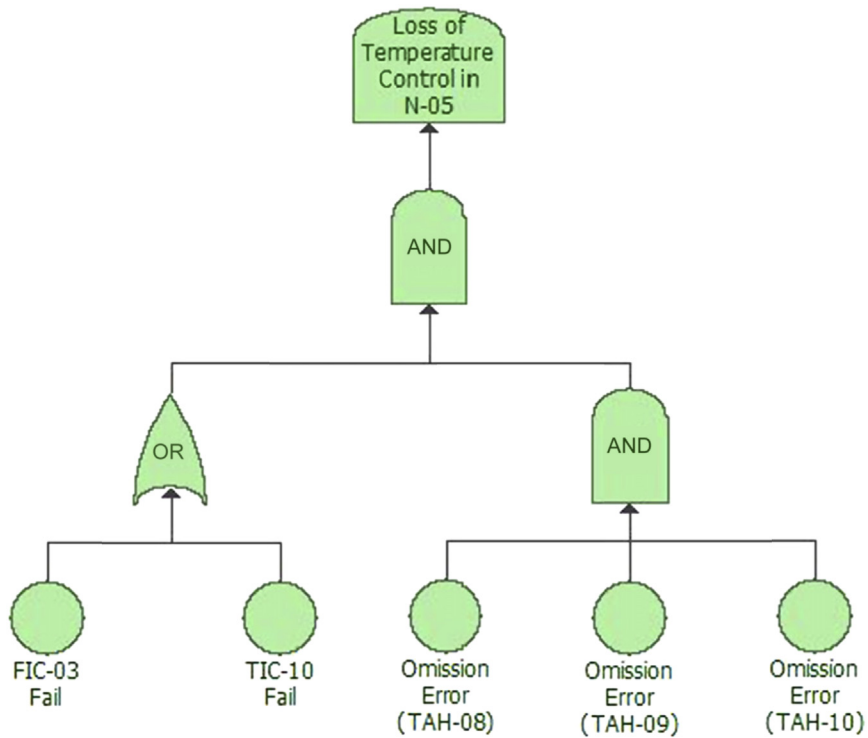 Loss of
Temperature
Control in
N-05
AND
OR
AND
FIC-03
Fail
TIC-10
Fail
Omission
Error
(TAH-08)
Omission
Error
(TAH-09)
Omission
Error
(TAH-10)